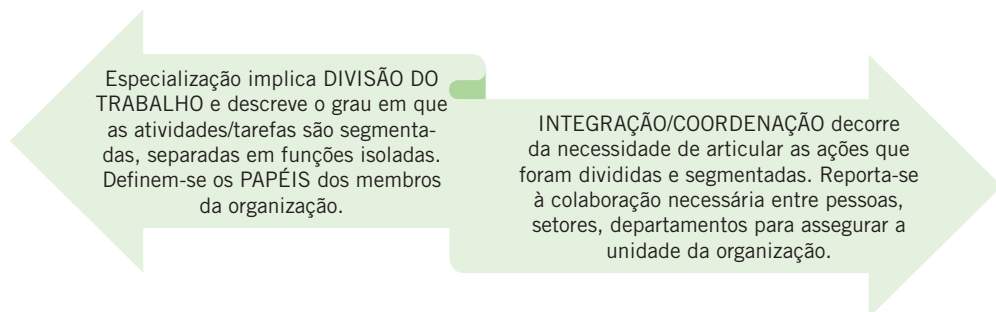 Especialização implica DIVISÃO DO
TRABALHO e descreve o grau em que
as atividades/tarefas são segmenta-
das, separadas em funções isoladas.
Definem-se os PAPÉIS dos membros
da organização.
INTEGRAÇÃO/COORDENAÇÃO decorre
da necessidade de articular as ações que
foram divididas e segmentadas. Reporta-se
à colaboração necessária entre pessoas,
setores, departamentos para assegurar a
unidade da organização.